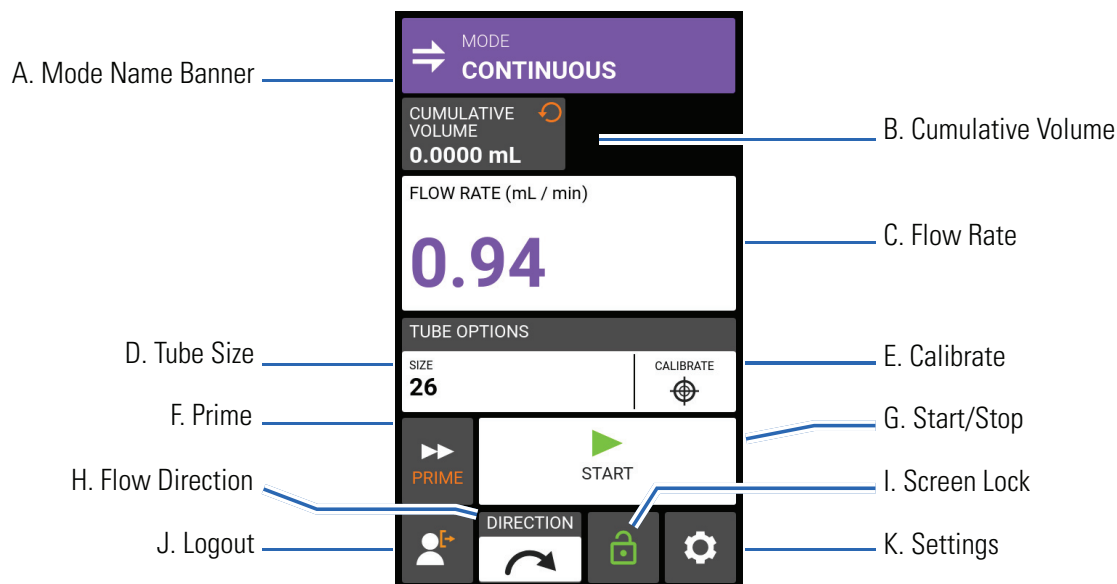 MODE
CONTINUOUS
A. Mode Name Banner
CUMULATIVE
VOLUME
0.0000 mL
B. Cumulative Volume
FLOW RATE (mL / min)
0.94
C. Flow Rate
TUBE OPTIONS
D. Tube Size
SIZE
26
CALIBRATE
E. Calibrate
F. Prime
PRIME
START
G. Start/Stop
H. Flow Direction
DIRECTION
I. Screen Lock
J. Logout
K. Settings